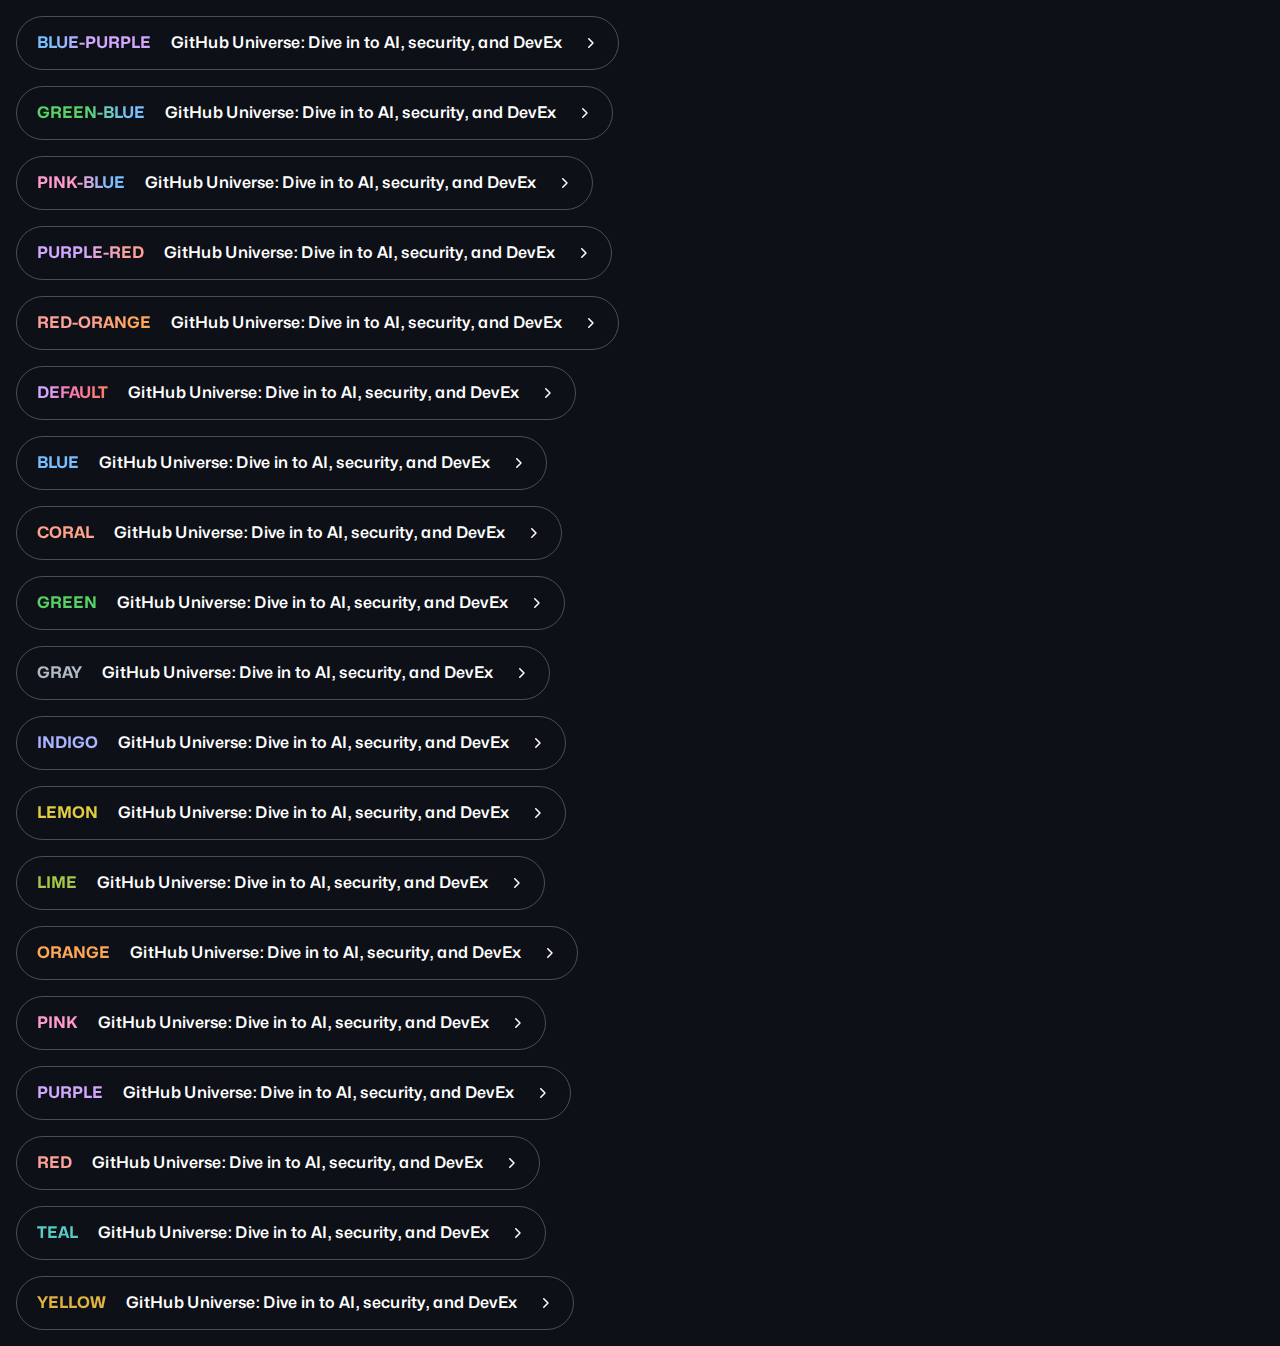 BLUE-PURPLE GitHub Universe: Dive in to AI, security, and DevEx
GREEN-BLUE GitHub Universe: Dive in to AI, security, and DevEx
PINK-BLUE GitHub Universe: Dive in to AI, security, and DevEx
PURPLE-RED GitHub Universe: Dive in to AI, security, and DevEx
RED-ORANGE GitHub Universe: Dive in to AI, security, and DevEx
DEFAULT GitHub Universe: Dive in to AI, security, and DevEx
BLUE GitHub Universe: Dive in to AI, security, and DevEx
CORAL GitHub Universe: Dive in to AI, security, and DevEx
GREEN GitHub Universe: Dive in to AI, security, and DevEx
GRAY GitHub Universe: Dive in to AI, security, and DevEx
INDIGO GitHub Universe: Dive in to AI, security, and DevEx
LEMON GitHub Universe: Dive in to AI, security, and DevEx
LIME GitHub Universe: Dive in to AI, security, and DevEx
ORANGE GitHub Universe: Dive in to AI, security, and DevEx
PINK GitHub Universe: Dive in to AI, security, and DevEx
PURPLE GitHub Universe: Dive in to AI, security, and DevEx
RED GitHub Universe: Dive in to AI, security, and DevEx
TEAL GitHub Universe: Dive in to AI, security, and DevEx
YELLOW GitHub Universe: Dive in to AI, security, and DevEx